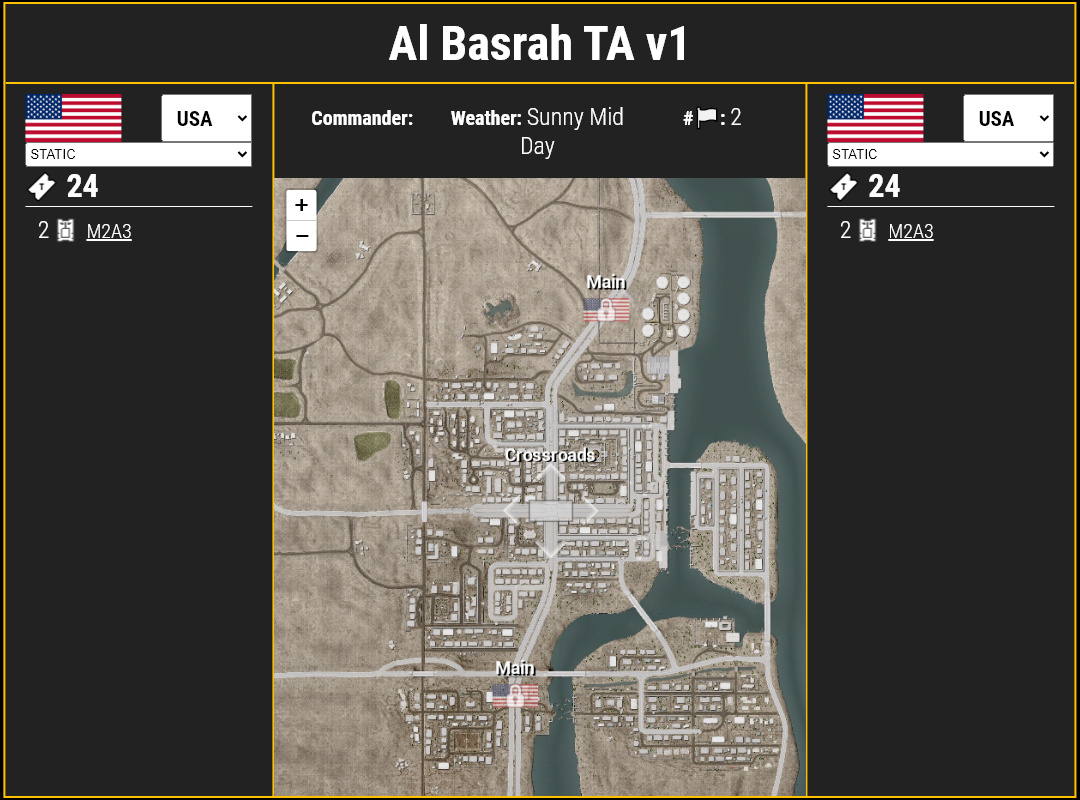 Al Basrah TA v1
USA
STATIC
24
2 M2A3
Commander:
Weather: Sunny Mid
Day
#: 2
USA
STATIC
24
2 M2A3
+
−
Main
Crossroads
Main